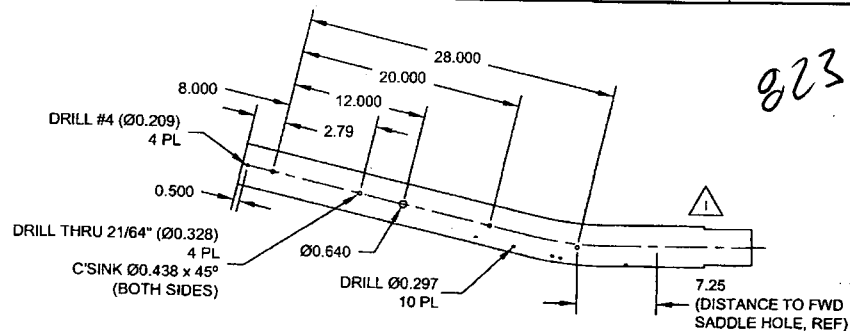 28.000
20.000
823
8.000
12.000
DRILL #4 (Ø0.209)
4 PL
2.79
0.500
1
DRILL THRU 21/64" (Ø0.328)
4 PL
C'SINK Ø0.438 x 45°
(BOTH SIDES)
Ø0.640
DRILL Ø0.297
10 PL
7.25
(DISTANCE TO FWD
SADDLE HOLE, REF)